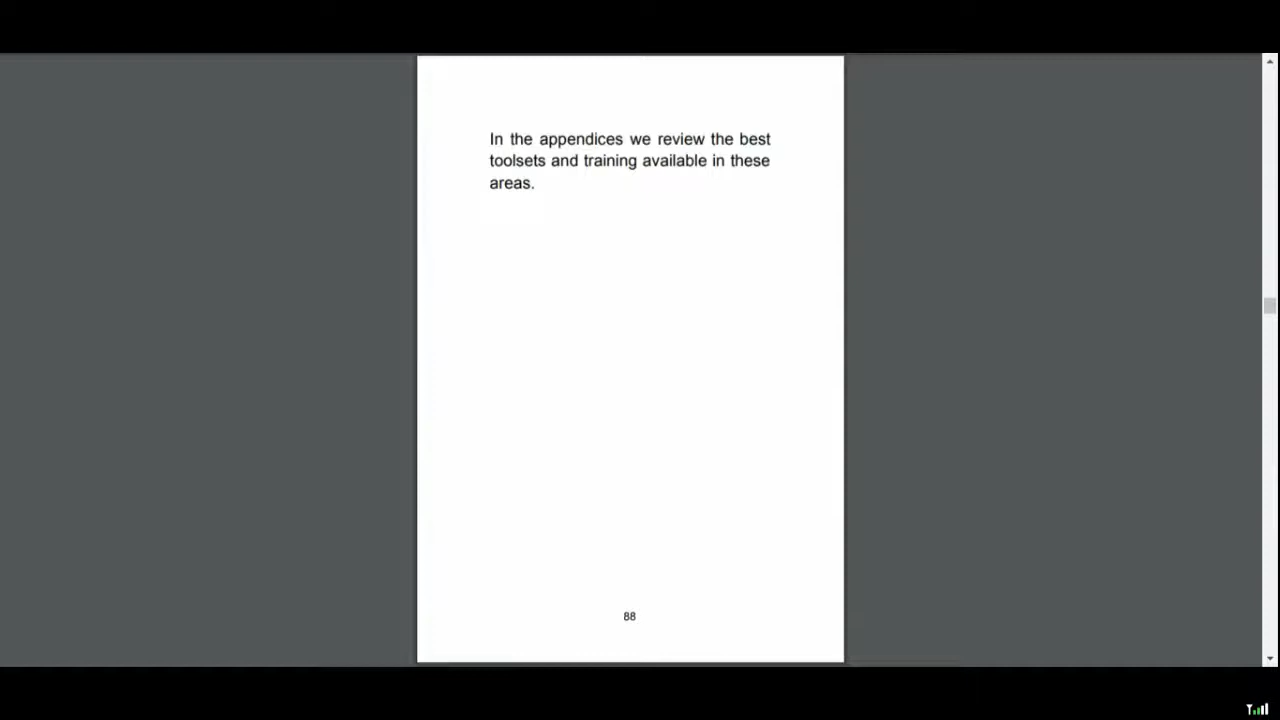 In the appendices we review the best
toolsets and training available in these
areas.
88